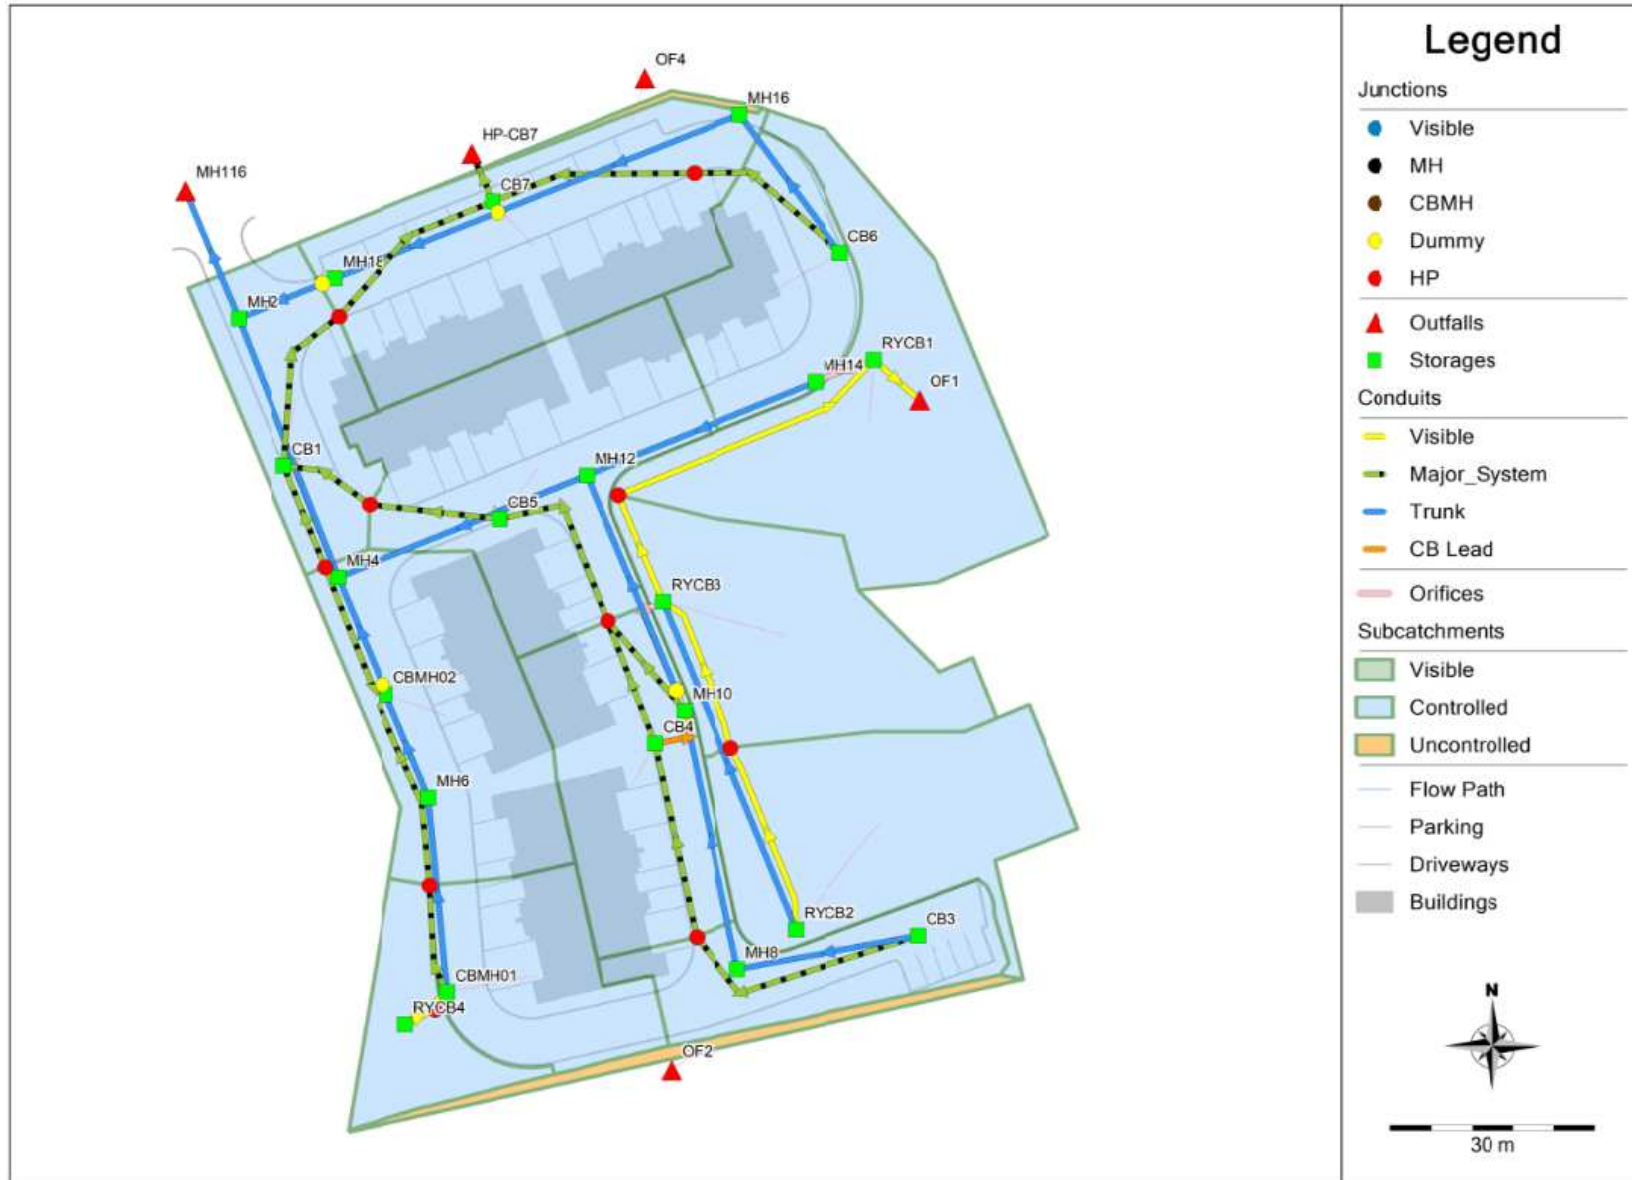 OF4
MH16
HP-CB7
MH116
CB7
CB6
MH18
MH2
RYCB1
MH14
OF1
CB1
MH12
CB5
MH4
RYCB3
CBMH02
MH10
CB4
MH6
RYCB2
CB3
MH8
CBMH01
RYCB4
OF2
Legend
Junctions
Visible
MH
CBMH
Dummy
HP
Outfalls
Storages
Conduits
Visible
Major_System
Trunk
CB Lead
Orifices
Subcatchments
Visible
Controlled
Uncontrolled
Flow Path
Parking
Driveways
Buildings
N
30 m